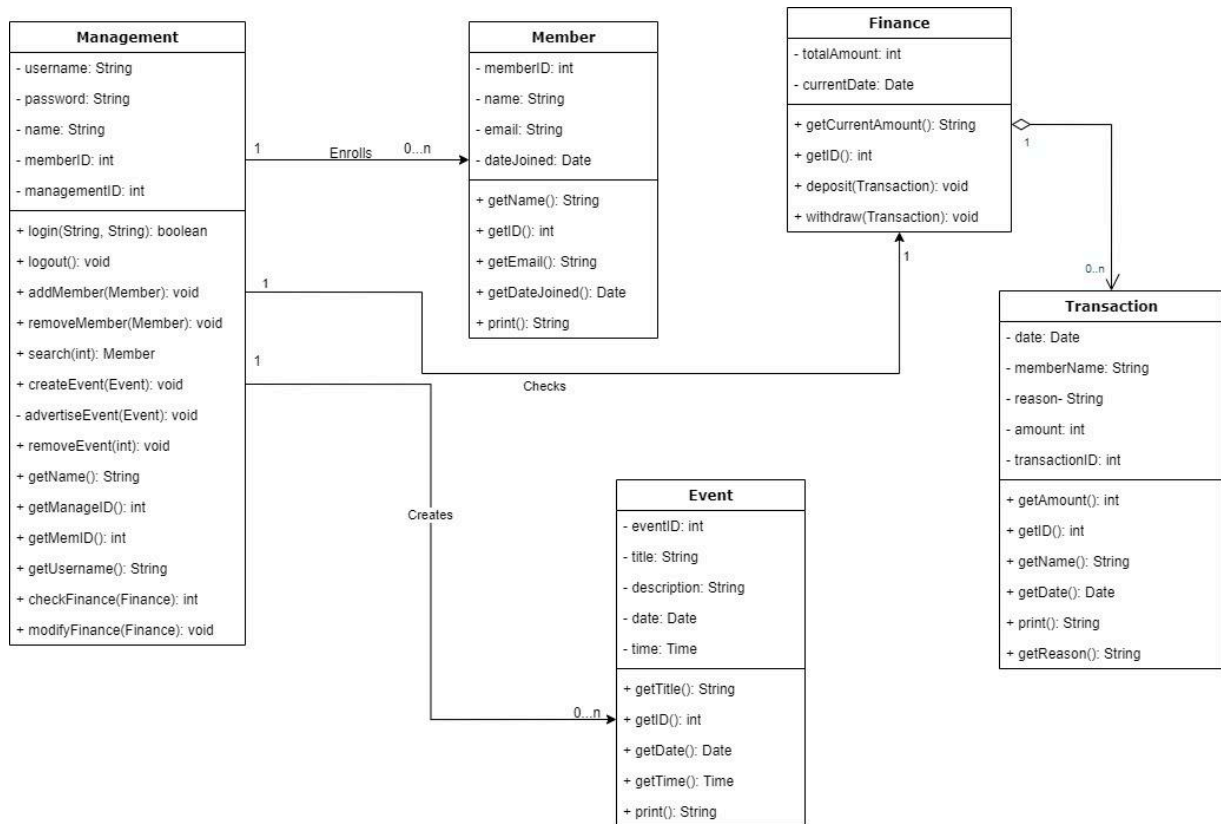 Management
- username: String
- password: String
- name: String
- memberID: int
- managementID: int
+ login(String, String): boolean
+ logout(): void
+ addMember(Member): void
+ removeMember(Member): void
+ search(int): Member
+ createEvent(Event): void
- advertiseEvent(Event): void
+ removeEvent(int): void
+ getName(): String
+ getManageID(): int
+ getMemID(): int
+ getUsername(): String
+ checkFinance(Finance): int
+ modifyFinance(Finance): void
1
Enrolls
0...n
Member
- memberID: int
- name: String
- email: String
- dateJoined: Date
+ getName(): String
+ getID(): int
+ getEmail(): String
+ getDateJoined(): Date
+ print(): String
1
Checks
1
Finance
- totalAmount: int
- currentDate: Date
+ getCurrentAmount(): String
+ getID(): int
+ deposit(Transaction): void
+ withdraw(Transaction): void
1
0..n
Transaction
- date: Date
- memberName: String
- reason- String
- amount: int
- transactionID: int
+ getAmount(): int
+ getID(): int
+ getName(): String
+ getDate(): Date
+ print(): String
+ getReason(): String
1
Creates
0...n
Event
- eventID: int
- title: String
- description: String
- date: Date
- time: Time
+ getTitle(): String
+ getID(): int
+ getDate(): Date
+ getTime(): Time
+ print(): String